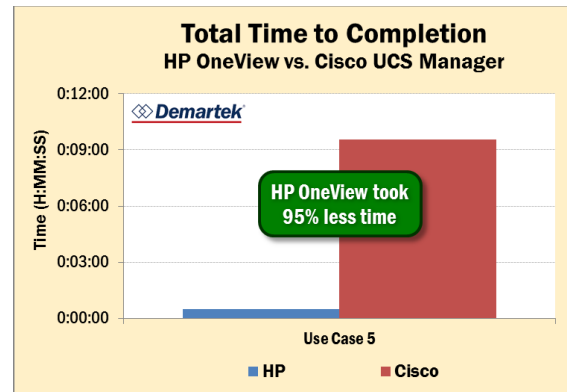 Total Time to Completion
HP OneView vs. Cisco UCS Manager
Time (H:MM:SS)
0:12:00
0:09:00
0:06:00
0:03:00
0:00:00
Demartek
HP OneView took
95% less time
Use Case 5
HP
Cisco